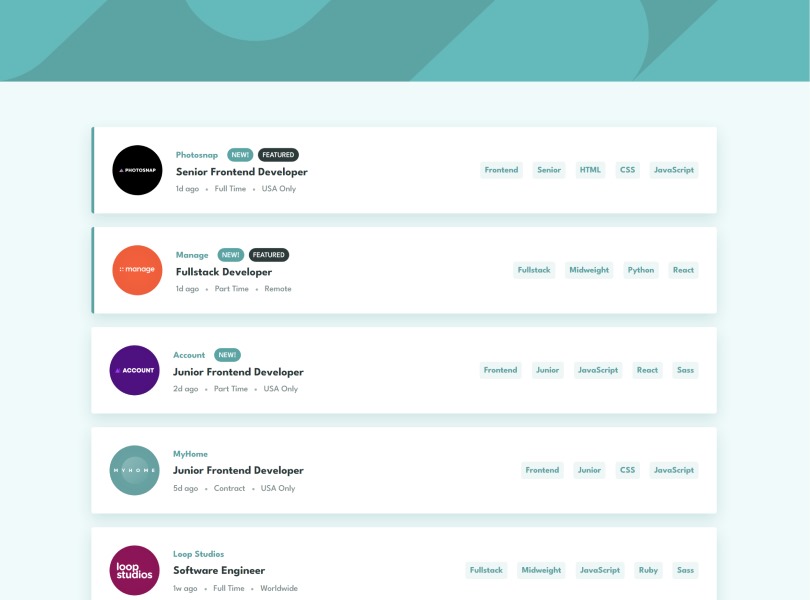 PHOTOSNAP
Photosnap NEW! FEATURED
Senior Frontend Developer
1d ago • Full Time • USA Only
Frontend Senior HTML CSS JavaScript
manage
Manage NEW! FEATURED
Fullstack Developer
1d ago • Part Time • Remote
Fullstack Midweight Python React
ACCOUNT
Account NEW!
Junior Frontend Developer
2d ago • Part Time • USA Only
Frontend Junior JavaScript React Sass
MYHOME
MyHome
Junior Frontend Developer
5d ago • Contract • USA Only
Frontend Junior CSS JavaScript
loop
studios
Loop Studios
Software Engineer
1w ago • Full Time • Worldwide
Fullstack Midweight JavaScript Ruby Sass